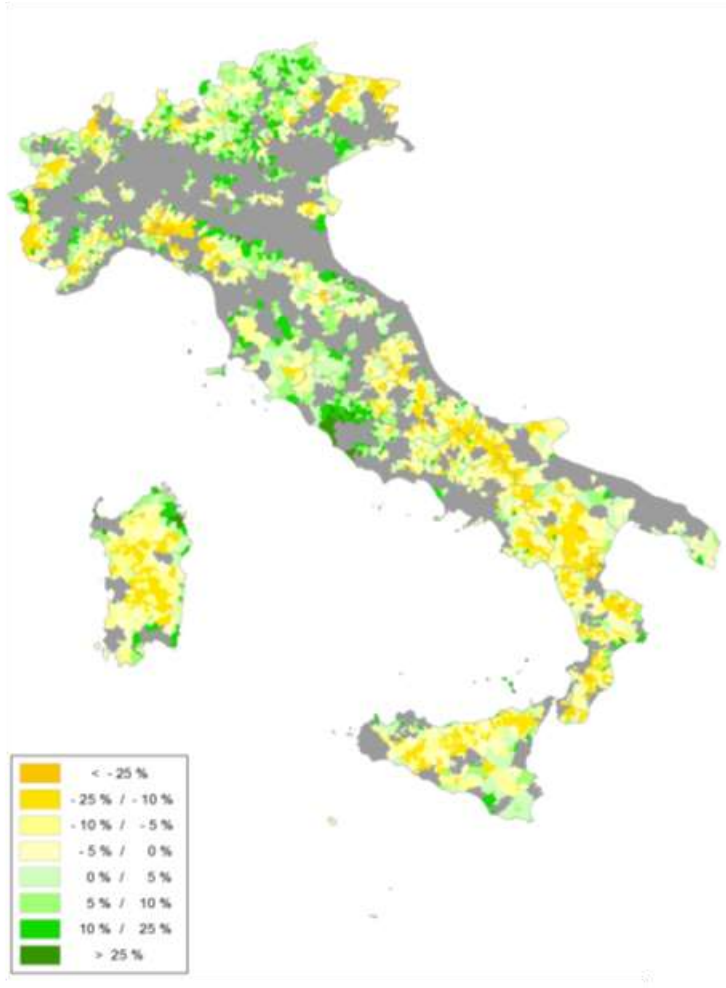 < - 25 %
- 25 % / - 10 %
- 10 % / - 5 %
- 5 % / 0 %
0 % / 5 %
5 % / 10 %
10 % / 25 %
> 25 %